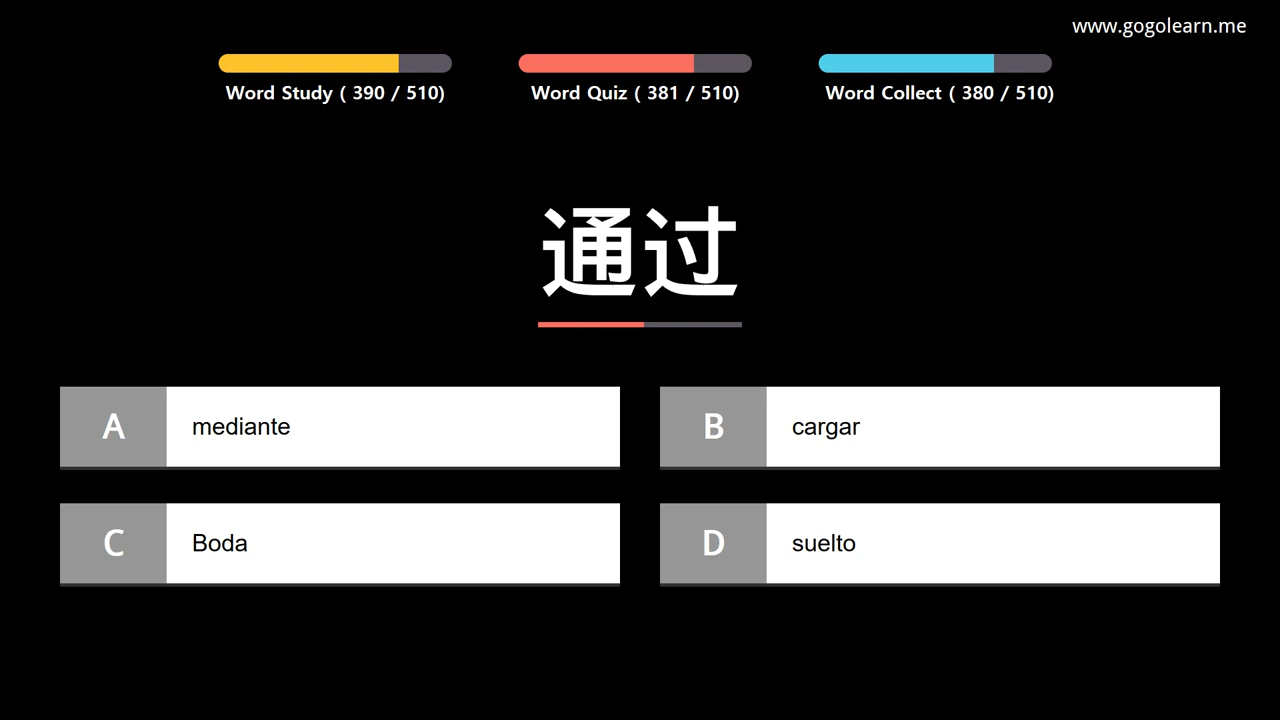 www.gogolearn.me
Word Study ( 390 / 510)
Word Quiz ( 381 / 510)
Word Collect ( 380 / 510)
通过
A mediante
B cargar
C Boda
D suelto